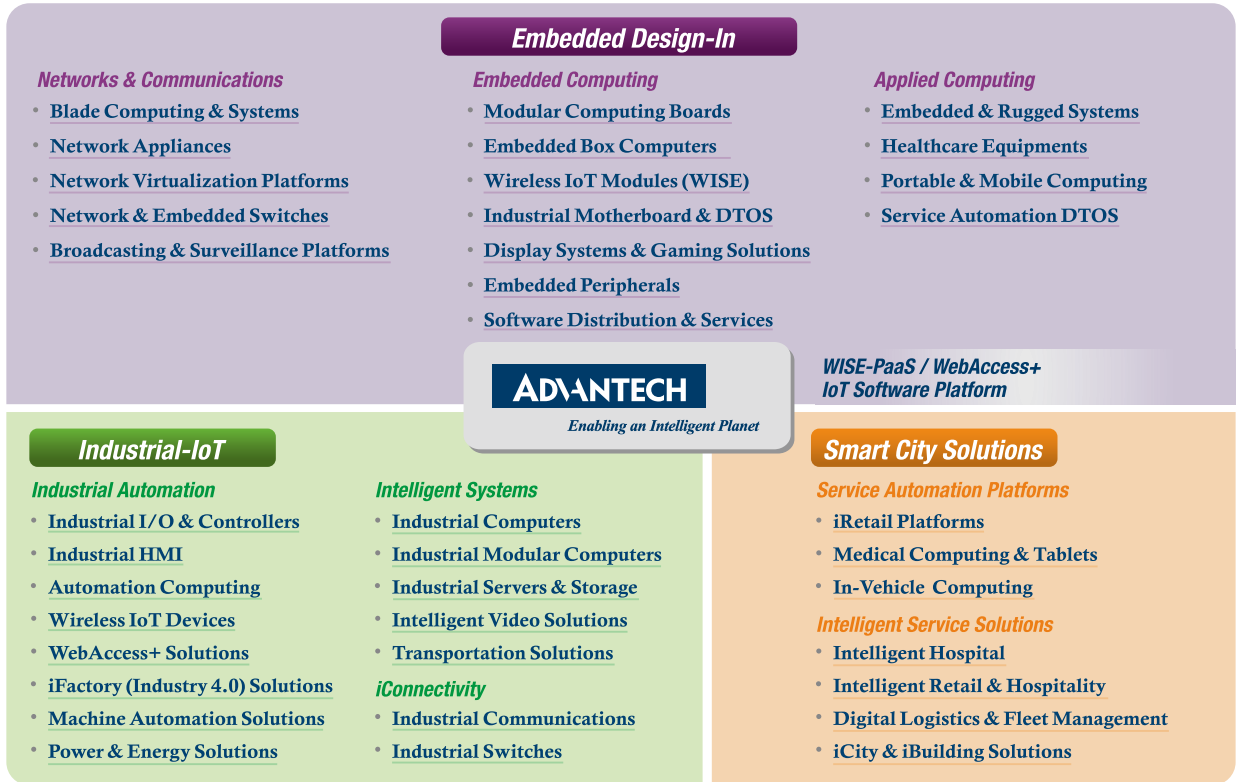 Embedded Design-In
Networks & Communications
• Blade Computing & Systems
• Network Appliances
• Network Virtualization Platforms
• Network & Embedded Switches
• Broadcasting & Surveillance Platforms
Embedded Computing
• Modular Computing Boards
• Embedded Box Computers
• Wireless IoT Modules (WISE)
• Industrial Motherboard & DTOS
• Display Systems & Gaming Solutions
• Embedded Peripherals
• Software Distribution & Services
Applied Computing
• Embedded & Rugged Systems
• Healthcare Equipments
• Portable & Mobile Computing
• Service Automation DTOS
ADVANTECH
Enabling an Intelligent Planet
WISE-PaaS / WebAccess+
IoT Software Platform
Industrial-IoT
Industrial Automation
• Industrial I/O & Controllers
• Industrial HMI
• Automation Computing
• Wireless IoT Devices
• WebAccess+ Solutions
• iFactory (Industry 4.0) Solutions
• Machine Automation Solutions
• Power & Energy Solutions
Intelligent Systems
• Industrial Computers
• Industrial Modular Computers
• Industrial Servers & Storage
• Intelligent Video Solutions
• Transportation Solutions
iConnectivity
• Industrial Communications
• Industrial Switches
Smart City Solutions
Service Automation Platforms
• iRetail Platforms
• Medical Computing & Tablets
• In-Vehicle Computing
Intelligent Service Solutions
• Intelligent Hospital
• Intelligent Retail & Hospitality
• Digital Logistics & Fleet Management
• iCity & iBuilding Solutions